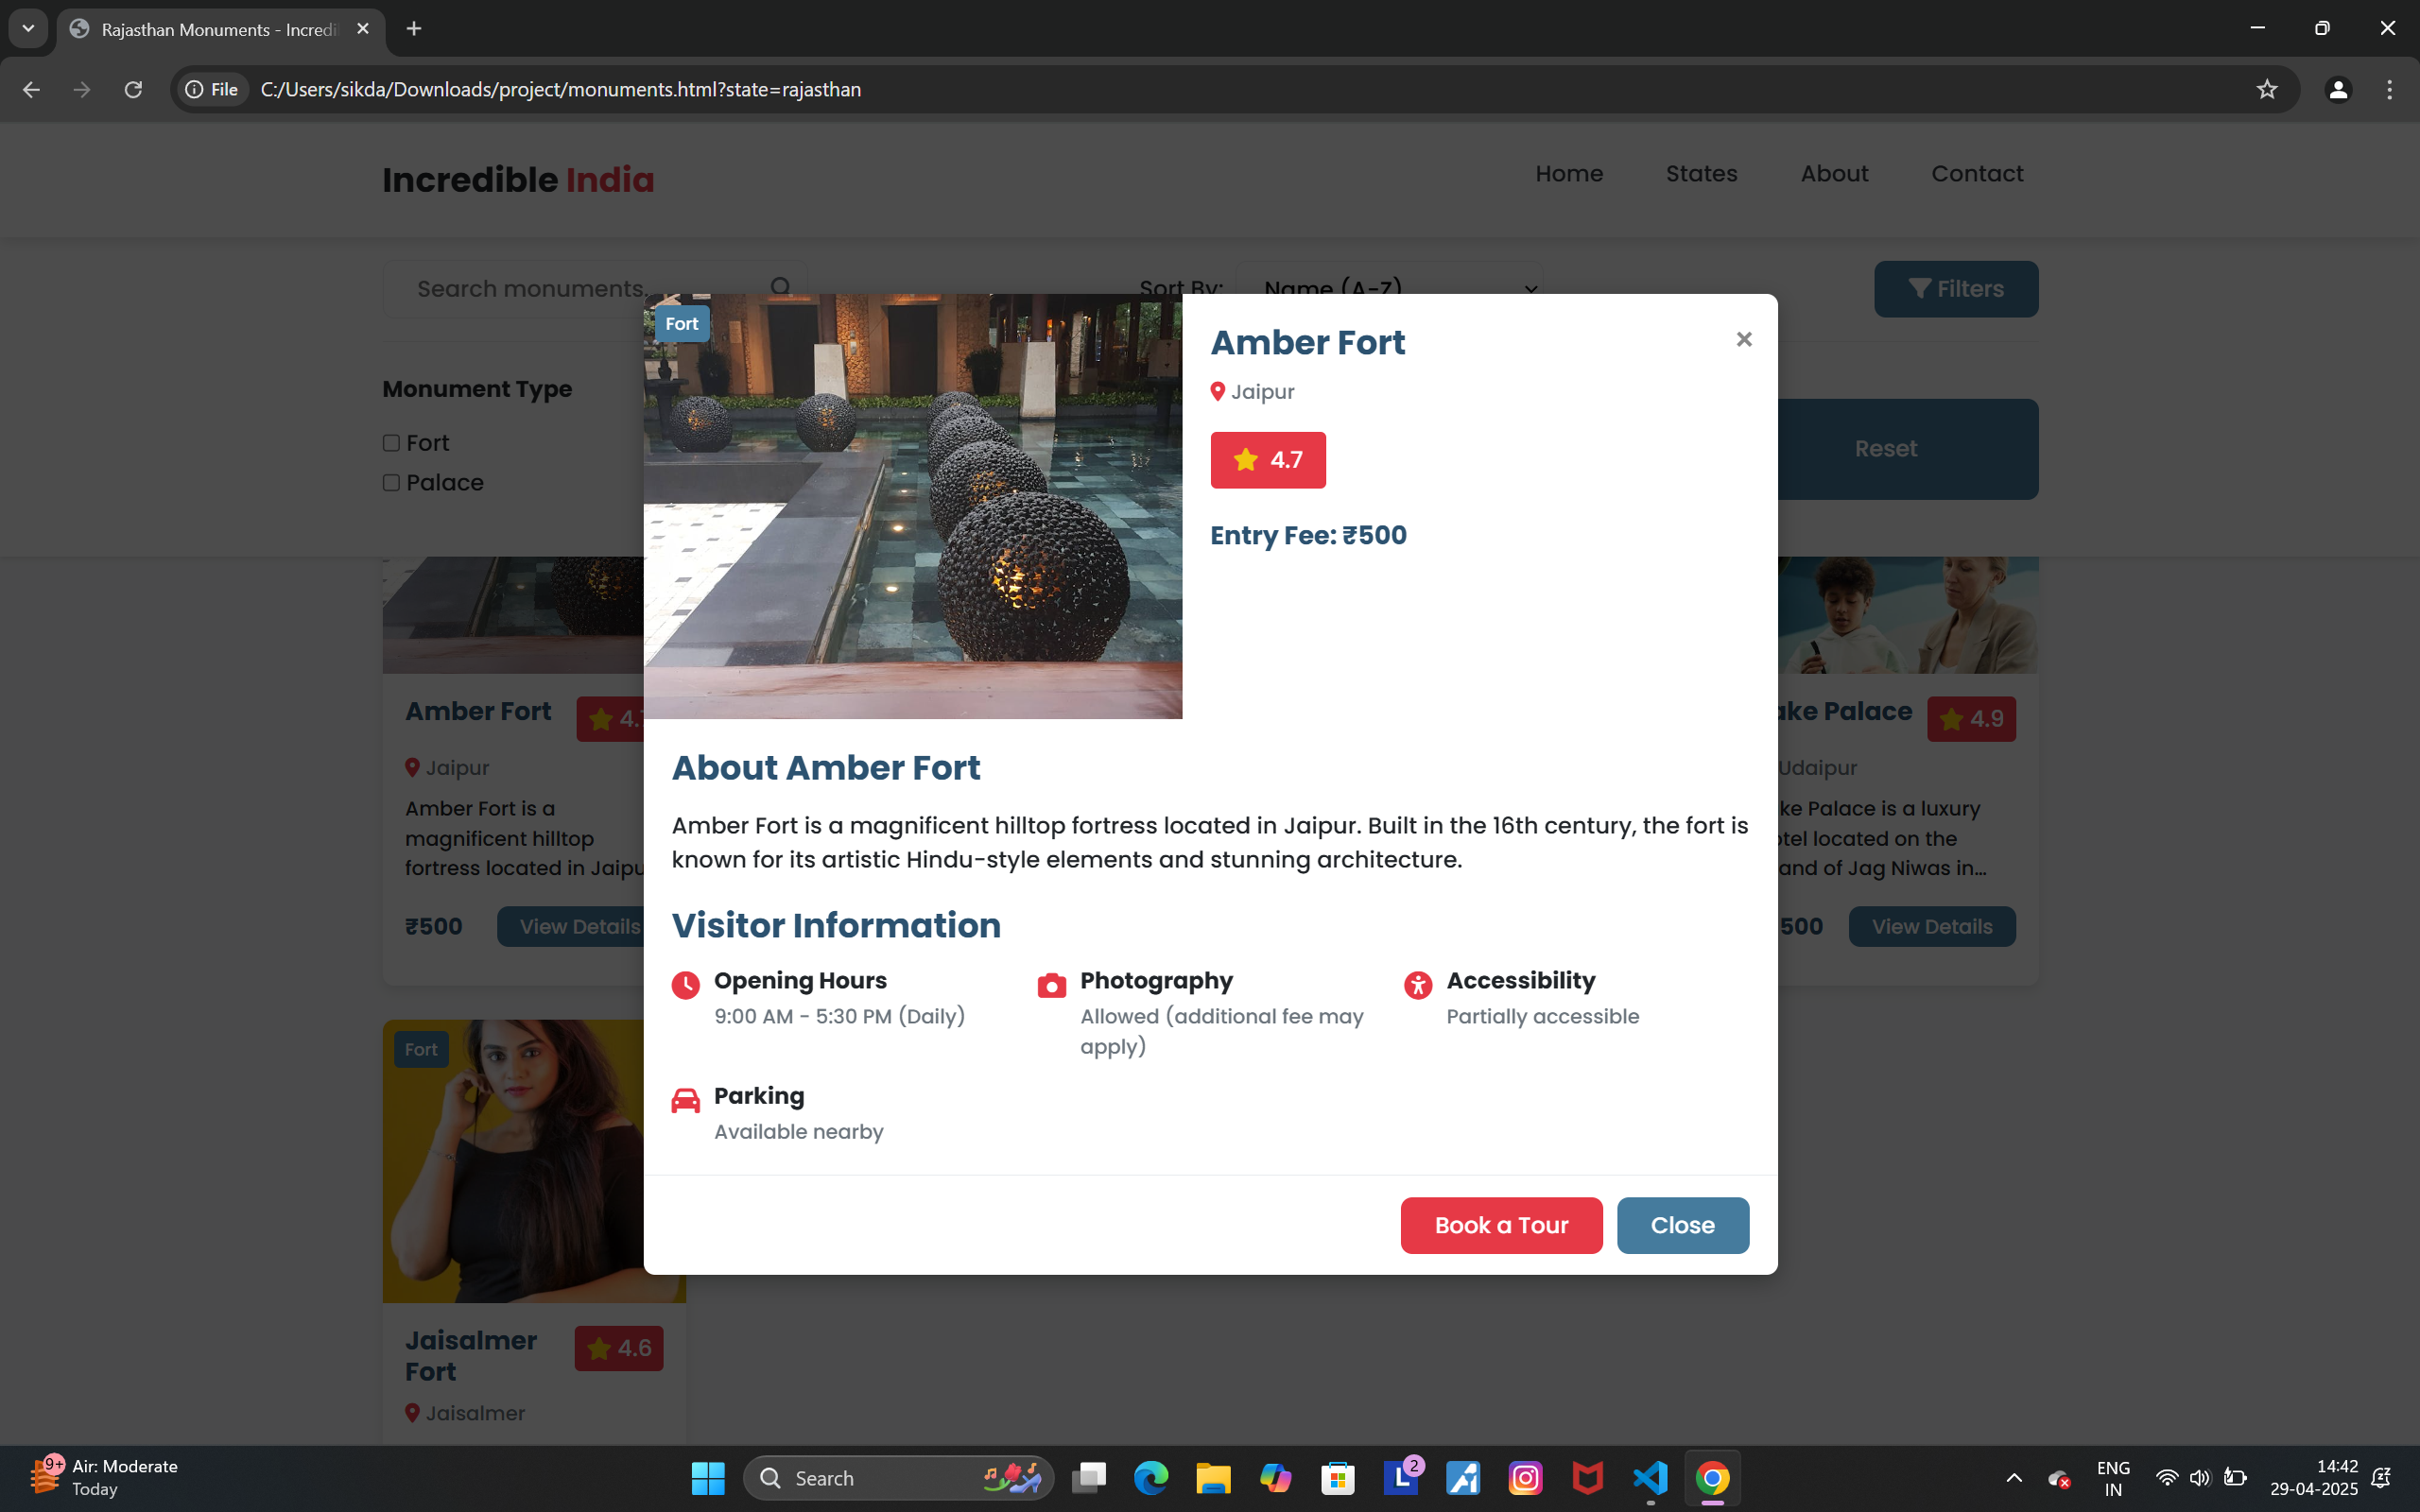 Rajasthan Monuments - Incredi
File
C:/Users/sikda/Downloads/project/monuments.html?state=rajasthan
Incredible India
Home
States
About
Contact
Search monuments.
Sort By:
Name (A-Z)
Filters
Monument Type
Fort
Palace
Reset
Fort
Amber Fort
×
Jaipur
4.7
Entry Fee: ₹500
About Amber Fort
Amber Fort is a magnificent hilltop fortress located in Jaipur. Built in the 16th century, the fort is
known for its artistic Hindu-style elements and stunning architecture.
Visitor Information
Opening Hours
9:00 AM - 5:30 PM (Daily)
Photography
Allowed (additional fee may
apply)
Accessibility
Partially accessible
Parking
Available nearby
Book a Tour
Close
Amber Fort
4.7
Jaipur
Amber Fort is a
magnificent hilltop
fortress located in Jaipu
₹500
View Details
ake Palace
4.9
Udaipur
ke Palace is a luxury
otel located on the
and of Jag Niwas in...
500
View Details
Fort
Jaisalmer
Fort
4.6
Jaisalmer
9+
Air: Moderate
Today
Search
L
2
ENG
IN
14:42
29-04-2025